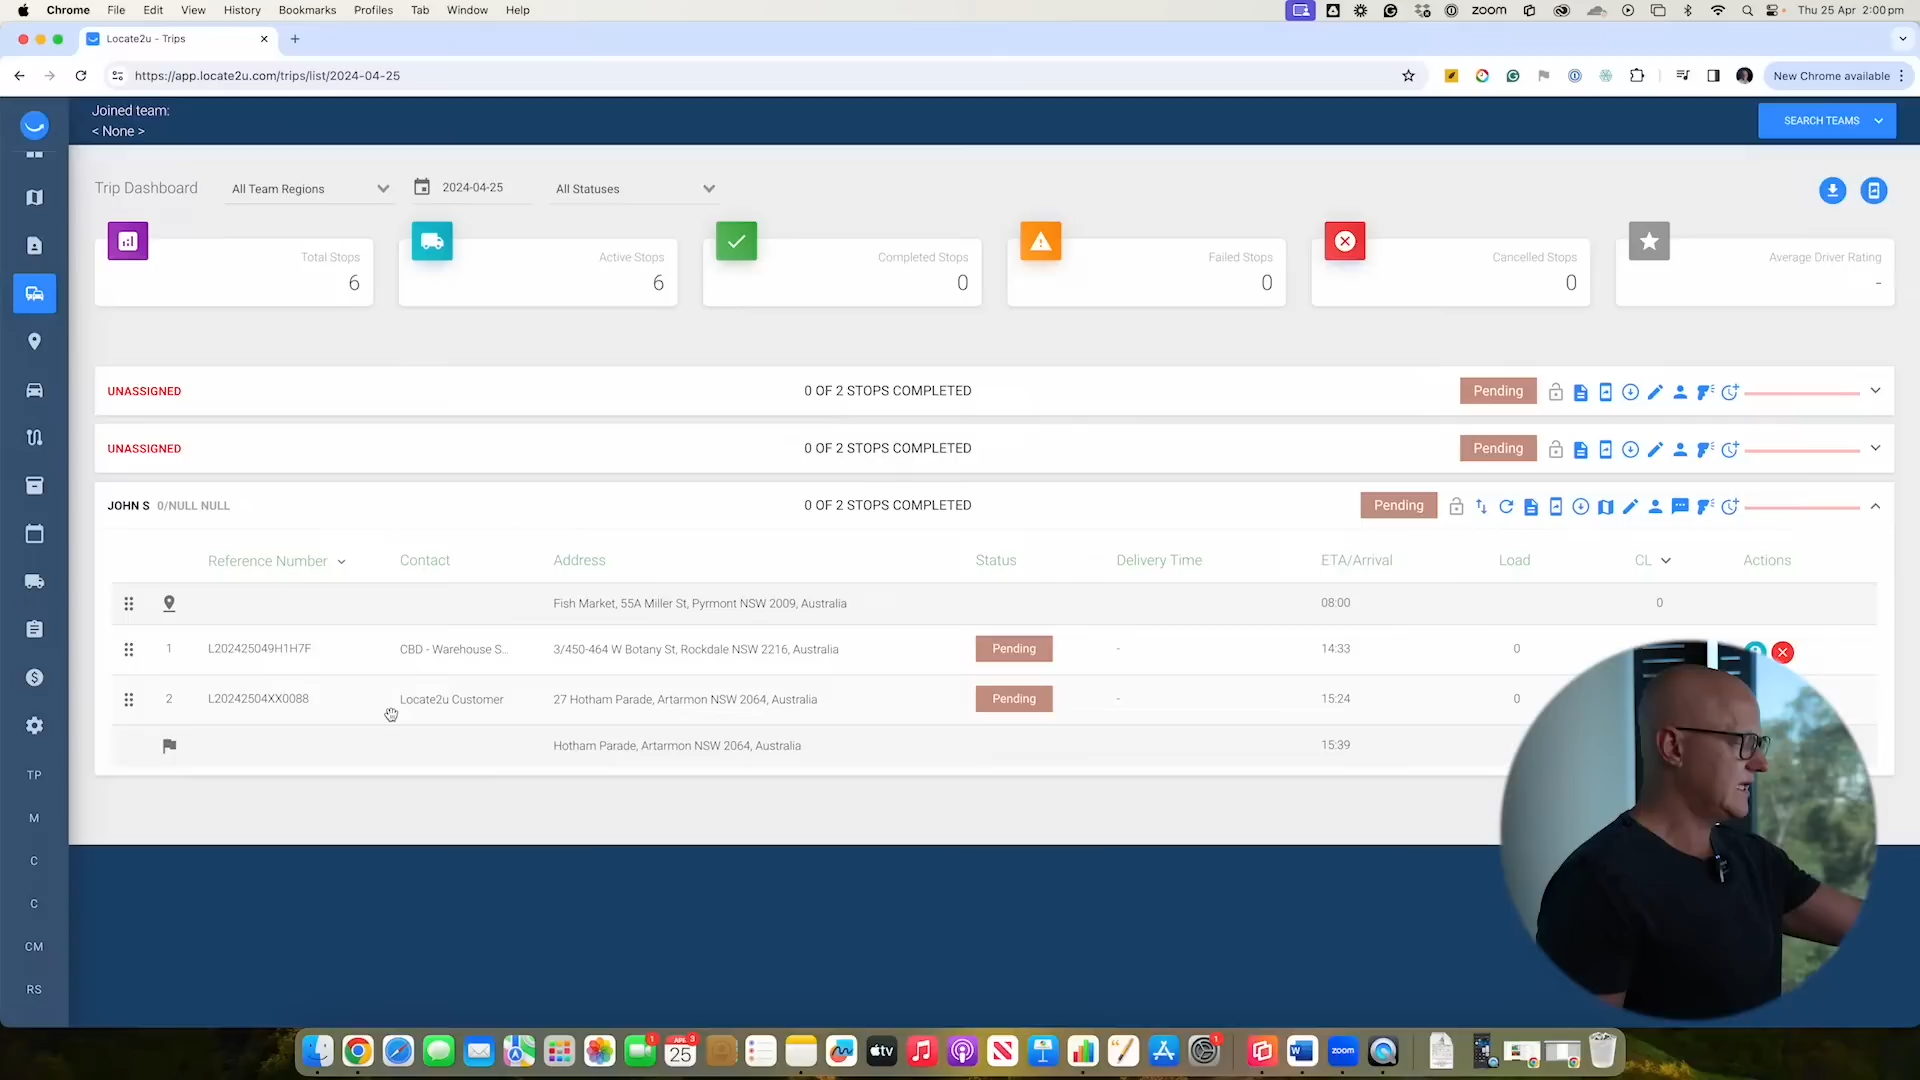 Chrome File Edit View History Bookmarks Profiles Tab Window Help zoom Thu 25 Apr 2:00 pm
Locate2u - Trips
https://app.locate2u.com/trips/list/2024-04-25 New Chrome available
Joined team:
< None >
SEARCH TEAMS
Trip Dashboard All Team Regions 2024-04-25 All Statuses
Total Stops
6
Active Stops
6
Completed Stops
0
Failed Stops
0
Cancelled Stops
0
Average Driver Rating
-
UNASSIGNED 0 OF 2 STOPS COMPLETED Pending
UNASSIGNED 0 OF 2 STOPS COMPLETED Pending
JOHN S 0/NULL NULL 0 OF 2 STOPS COMPLETED Pending
Reference Number Contact Address Status Delivery Time ETA/Arrival Load CL Actions
Fish Market, 55A Miller St, Pyrmont NSW 2009, Australia 08:00 0
1 L202425049H1H7F CBD - Warehouse S... 3/450-464 W Botany St, Rockdale NSW 2216, Australia Pending - 14:33 0
2 L20242504XX0088 Locate2u Customer 27 Hotham Parade, Artarmon NSW 2064, Australia Pending - 15:24 0
Hotham Parade, Artarmon NSW 2064, Australia 15:39
TP
M
C
C
CM
RS
1
APR 3
25
tv
1
W
zoom